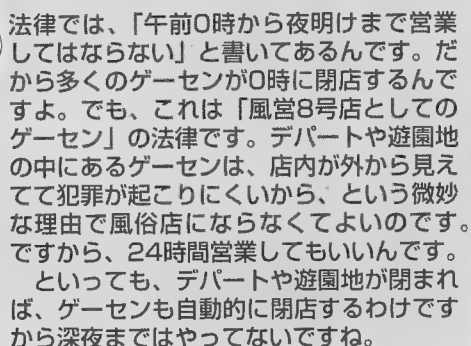 法律では、「午前0時から夜明けまで営業
してはならない」と書いてあるんです。だ
から多くのゲーセンが0時に閉店するんで
すよ。でも、これは「風営8号店としての
ゲーセン」の法律です。デパートや遊園地
の中にあるゲーセンは、店内が外から見え
てて犯罪が起こりにくいから、という微妙
な理由で風俗店にならなくてよいのです。
ですから、24時間営業してもいいんです。
といっても、デパートや遊園地が閉まれ
ば、ゲーセンも自動的に閉店するわけです
から深夜まではやってないですね。